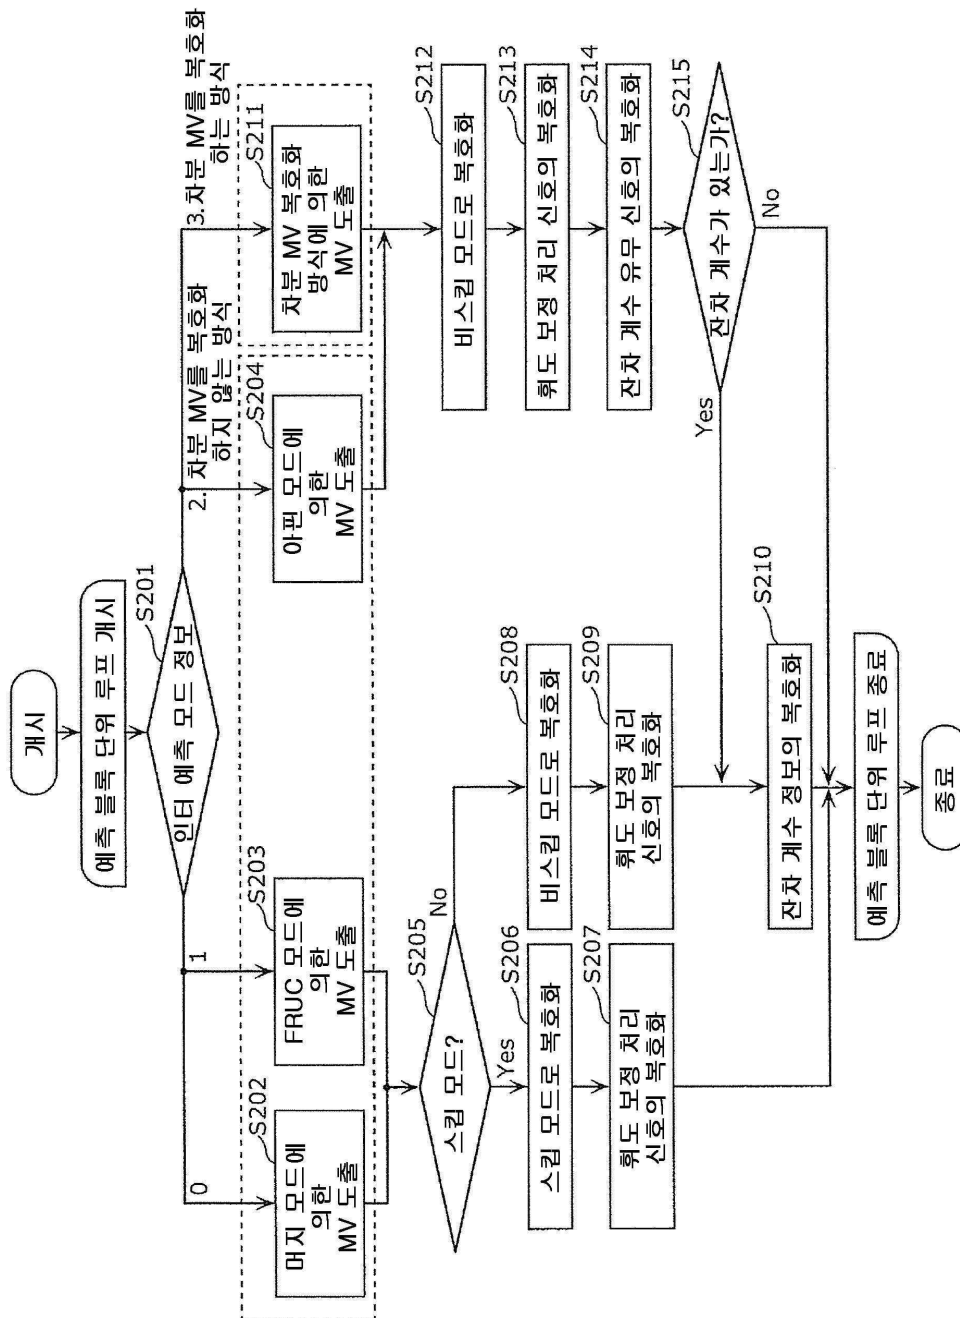 개시
예측 블록 단위 루프 개시
S201
인터 예측 모드 정보
0
1
2. 차분 MV를 복호화
하지 않는 방식
3.차분 MV를 복호화
하는 방식
S202
머지 모드에
의한
MV 도출
S203
FRUC 모드에
의한
MV 도출
S204
아핀 모드에
의한
MV 도출
S211
차분 MV 복호화
방식에 의한
MV 도출
S205
스킵 모드?
Yes
No
S206
스킵 모드로 복호화
S207
휘도 보정 처리
신호의 복호화
S208
비스킵 모드로 복호화
S209
휘도 보정 처리
신호의 복호화
S212
비스킵 모드로 복호화
S213
휘도 보정 처리 신호의 복호화
S214
잔차 계수 유무 신호의 복호화
S215
잔차 계수가 있는가?
Yes
No
S210
잔차 계수 정보의 복호화
예측 블록 단위 루프 종료
종료